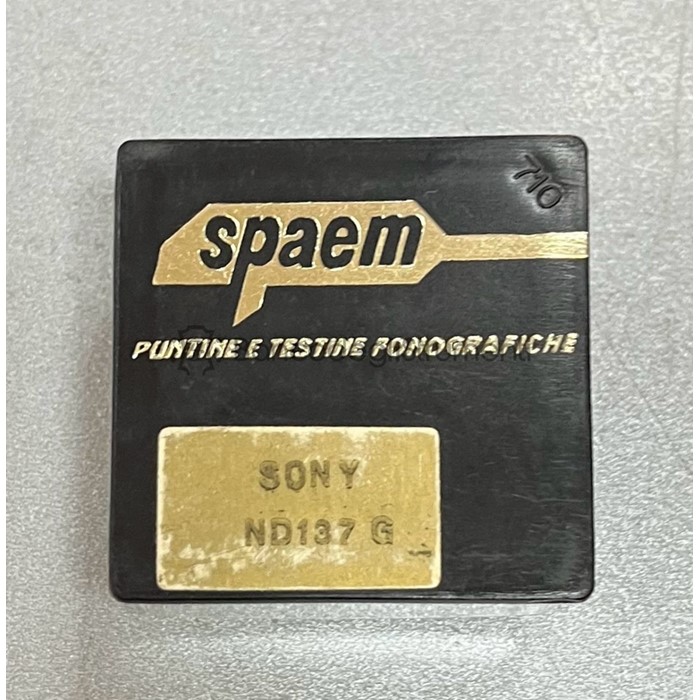 710
spaem
PUNTINE E TESTINE FONOGRAFICHE
SONY
ND137 G